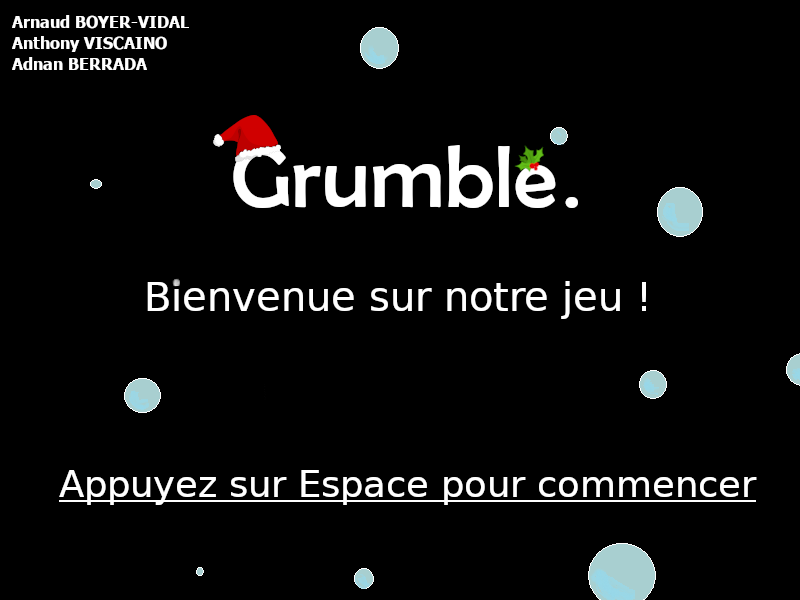 Arnaud BOYER-VIDAL
Anthony VISCAINO
Adnan BERRADA
Grumble.
Bienvenue sur notre jeu !
Appuyez sur Espace pour commencer